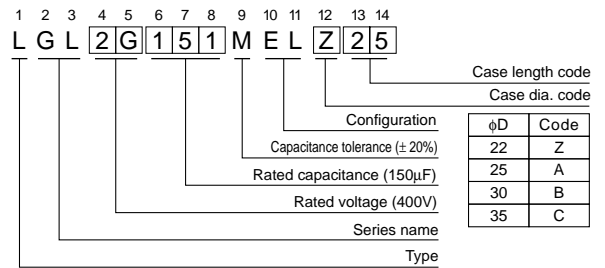 1 2 3 4 5 6 7 8 9 10 11 12 13 14
L G L 2 G 1 5 1 M E L Z 2 5
Case length code
Case dia. code
Configuration
Capacitance tolerance (± 20%)
Rated capacitance (150µF)
Rated voltage (400V)
Series name
Type
ϕD Code
22 Z
25 A
30 B
35 C